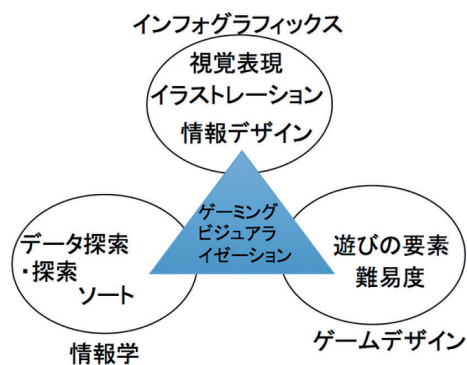 インフォグラフィックス
視覚表現
イラストレーション
情報デザイン
ゲーミング
ビジュアラ
イゼーション
データ探索
・探索
ソート
情報学
遊びの要素
難易度
ゲームデザイン